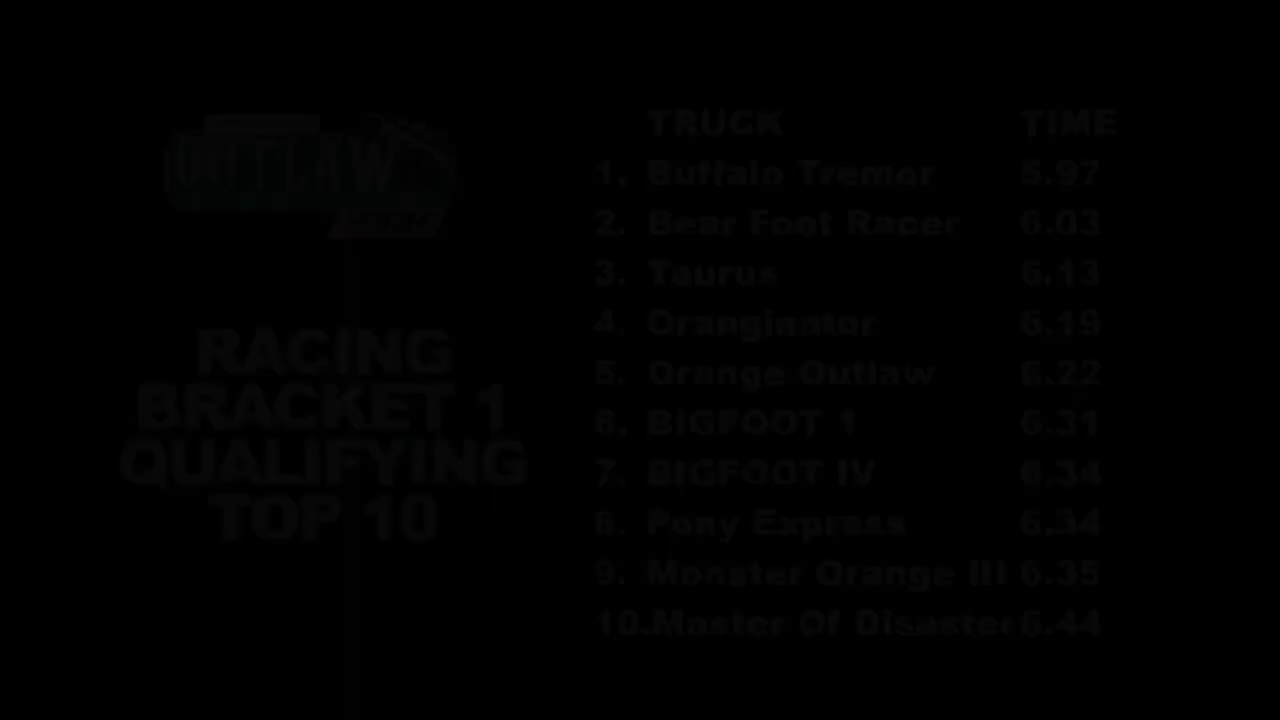 OUTLAW
RACING
BRACKET 1
QUALIFYING
TOP 10
TRUCK TIME
1. Buffalo Tremor 5.97
2. Bear Foot Racer 6.03
3. Taurus 6.13
4. Oranginator 6.19
5. Orange Outlaw 6.22
6. BIGFOOT 1 6.31
7. BIGFOOT IV 6.34
8. Pony Express 6.34
9. Monster Orange III 6.35
10.Master Of Disaster 6.44